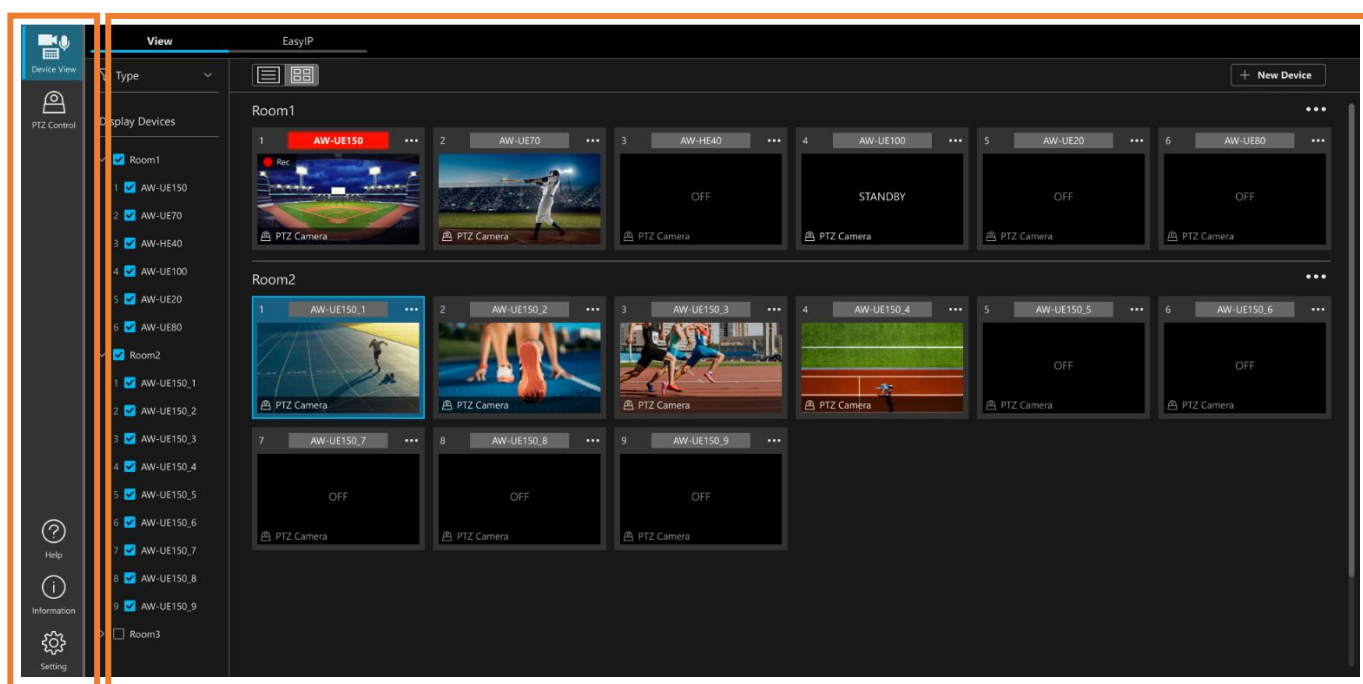 Device View
PTZ Control
Help
Information
Setting
View
EasyIP
Type
Display Devices
Room1
1 AW-UE150
2 AW-UE70
3 AW-HE40
4 AW-UE100
5 AW-UE20
6 AW-UE80
Room2
1 AW-UE150_1
2 AW-UE150_2
3 AW-UE150_3
4 AW-UE150_4
5 AW-UE150_5
6 AW-UE150_6
7 AW-UE150_7
8 AW-UE150_8
9 AW-UE150_9
Room3
+ New Device
Room1 •••
1 AW-UE150 ••• 2 AW-UE70 ••• 3 AW-HE40 ••• 4 AW-UE100 ••• 5 AW-UE20 ••• 6 AW-UE80 •••
Rec
OFF STANDBY OFF OFF
PTZ Camera PTZ Camera PTZ Camera PTZ Camera PTZ Camera PTZ Camera
Room2 •••
1 AW-UE150_1 ••• 2 AW-UE150_2 ••• 3 AW-UE150_3 ••• 4 AW-UE150_4 ••• 5 AW-UE150_5 ••• 6 AW-UE150_6 •••
OFF OFF
PTZ Camera PTZ Camera PTZ Camera PTZ Camera PTZ Camera PTZ Camera
7 AW-UE150_7 ••• 8 AW-UE150_8 ••• 9 AW-UE150_9 •••
OFF OFF OFF
PTZ Camera PTZ Camera PTZ Camera